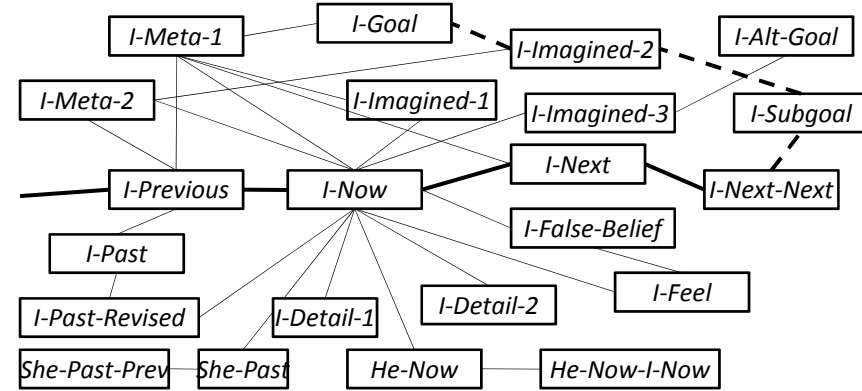 I-Meta-1
I-Goal
I-Imagined-2
I-Alt-Goal
I-Meta-2
I-Imagined-1
I-Imagined-3
I-Subgoal
I-Previous
I-Now
I-Next
I-Next-Next
I-Past
I-False-Belief
I-Past-Revised
I-Detail-1
I-Detail-2
I-Feel
She-Past-Prev
She-Past
He-Now
He-Now-I-Now